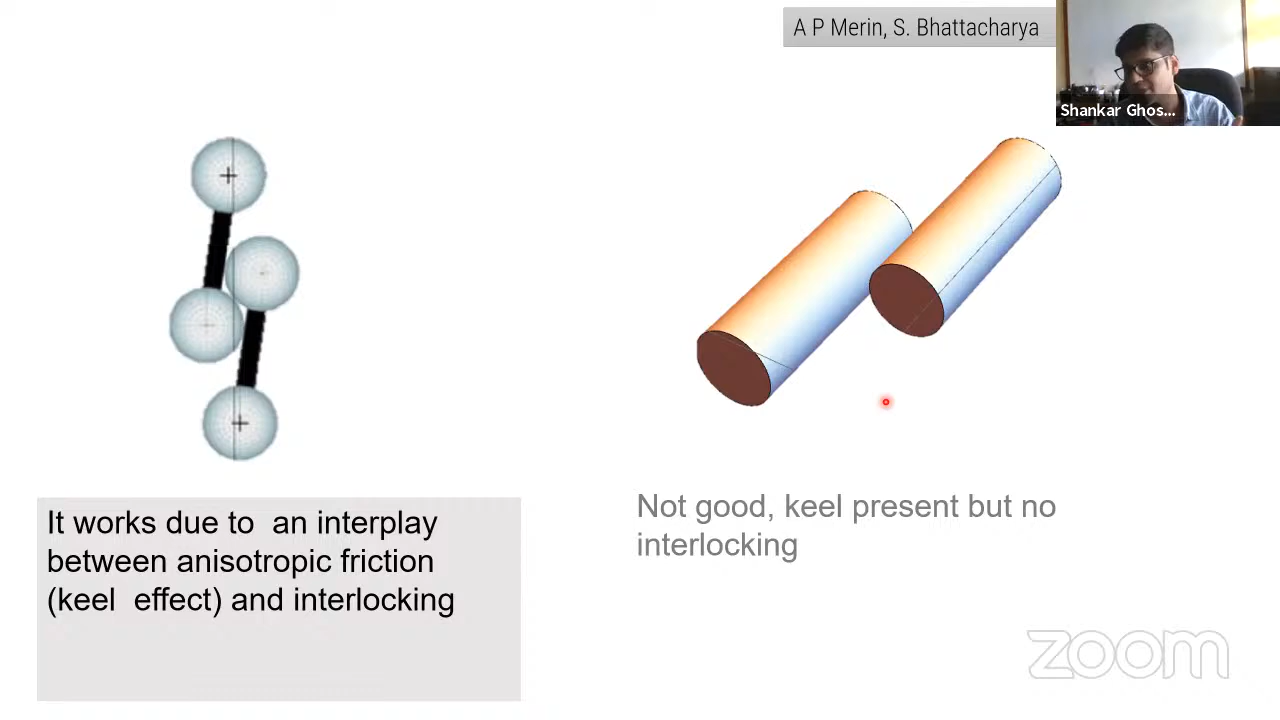 A P Merin, S. Bhattacharya
Shankar Ghos...
It works due to an interplay
between anisotropic friction
(keel effect) and interlocking
Not good, keel present but no
interlocking
zoom